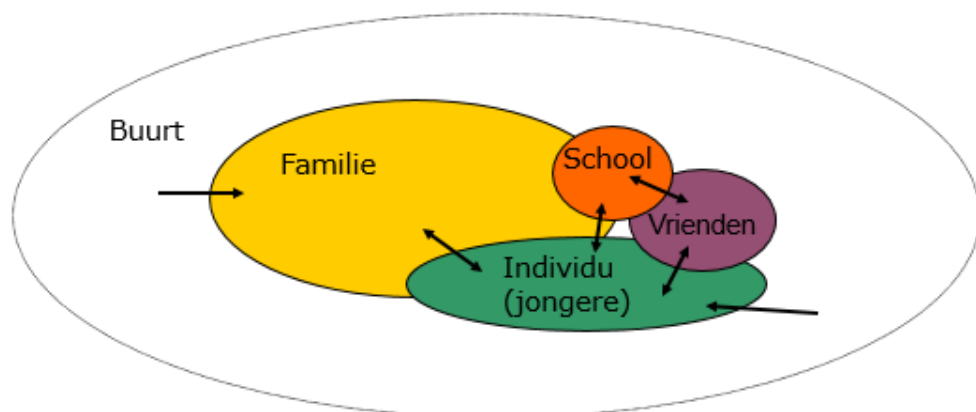 Buurt
Familie
School
Vrienden
Individu
(jongere)